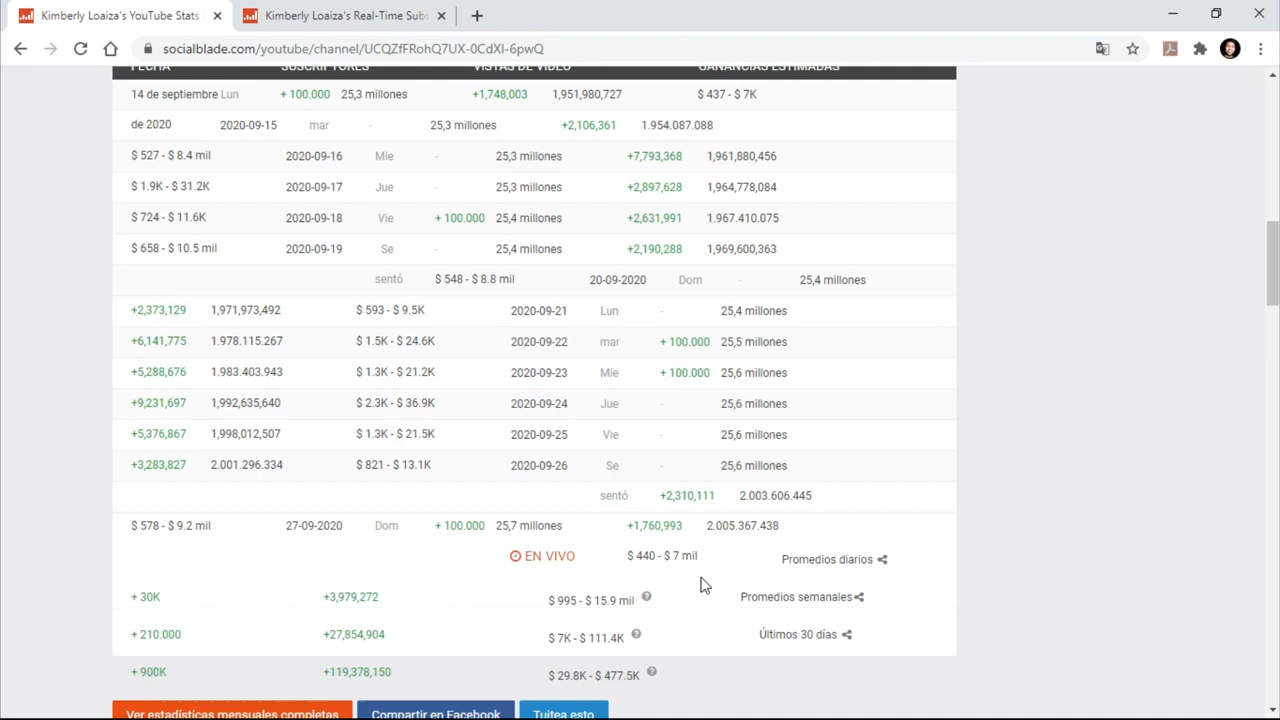 Kimberly Loaiza's YouTube Stats
Kimberly Loaiza's Real-Time Subs
socialblade.com/youtube/channel/UCQZfFRohQ7UX-0CdXI-6pwQ
FECHA SUSCRIPTORES VISTAS DE VIDEO GANANCIAS ESTIMADAS
14 de septiembre Lun + 100.000 25,3 millones +1,748,003 1,951,980,727 $ 437 - $ 7K
de 2020 2020-09-15 mar - 25,3 millones +2,106,361 1.954.087.088
$ 527 - $ 8.4 mil 2020-09-16 Mie - 25,3 millones +7,793,368 1,961,880,456
$ 1.9K - $ 31.2K 2020-09-17 Jue - 25,3 millones +2,897,628 1,964,778,084
$ 724 - $ 11.6K 2020-09-18 Vie + 100.000 25,4 millones +2,631,991 1.967.410.075
$ 658 - $ 10.5 mil 2020-09-19 Se - 25,4 millones +2,190,288 1,969,600,363
sentó $ 548 - $ 8.8 mil 20-09-2020 Dom - 25,4 millones
+2,373,129 1,971,973,492 $ 593 - $ 9.5K 2020-09-21 Lun - 25,4 millones
+6,141,775 1.978.115.267 $ 1.5K - $ 24.6K 2020-09-22 mar + 100.000 25,5 millones
+5,288,676 1.983.403.943 $ 1.3K - $ 21.2K 2020-09-23 Mie + 100.000 25,6 millones
+9,231,697 1,992,635,640 $ 2.3K - $ 36.9K 2020-09-24 Jue - 25,6 millones
+5,376,867 1,998,012,507 $ 1.3K - $ 21.5K 2020-09-25 Vie - 25,6 millones
+3,283,827 2.001.296.334 $ 821 - $ 13.1K 2020-09-26 Se - 25,6 millones
sentó +2,310,111 2.003.606.445
$ 578 - $ 9.2 mil 27-09-2020 Dom + 100.000 25,7 millones +1,760,993 2.005.367.438
EN VIVO $ 440 - $ 7 mil Promedios diarios
+ 30K +3,979,272 $ 995 - $ 15.9 mil ? Promedios semanales
+ 210.000 +27,854,904 $ 7K - $ 111.4K ? Últimos 30 días
+ 900K +119,378,150 $ 29.8K - $ 477.5K ?
Ver estadísticas mensuales completas Compartir en Facebook Tuitea esto